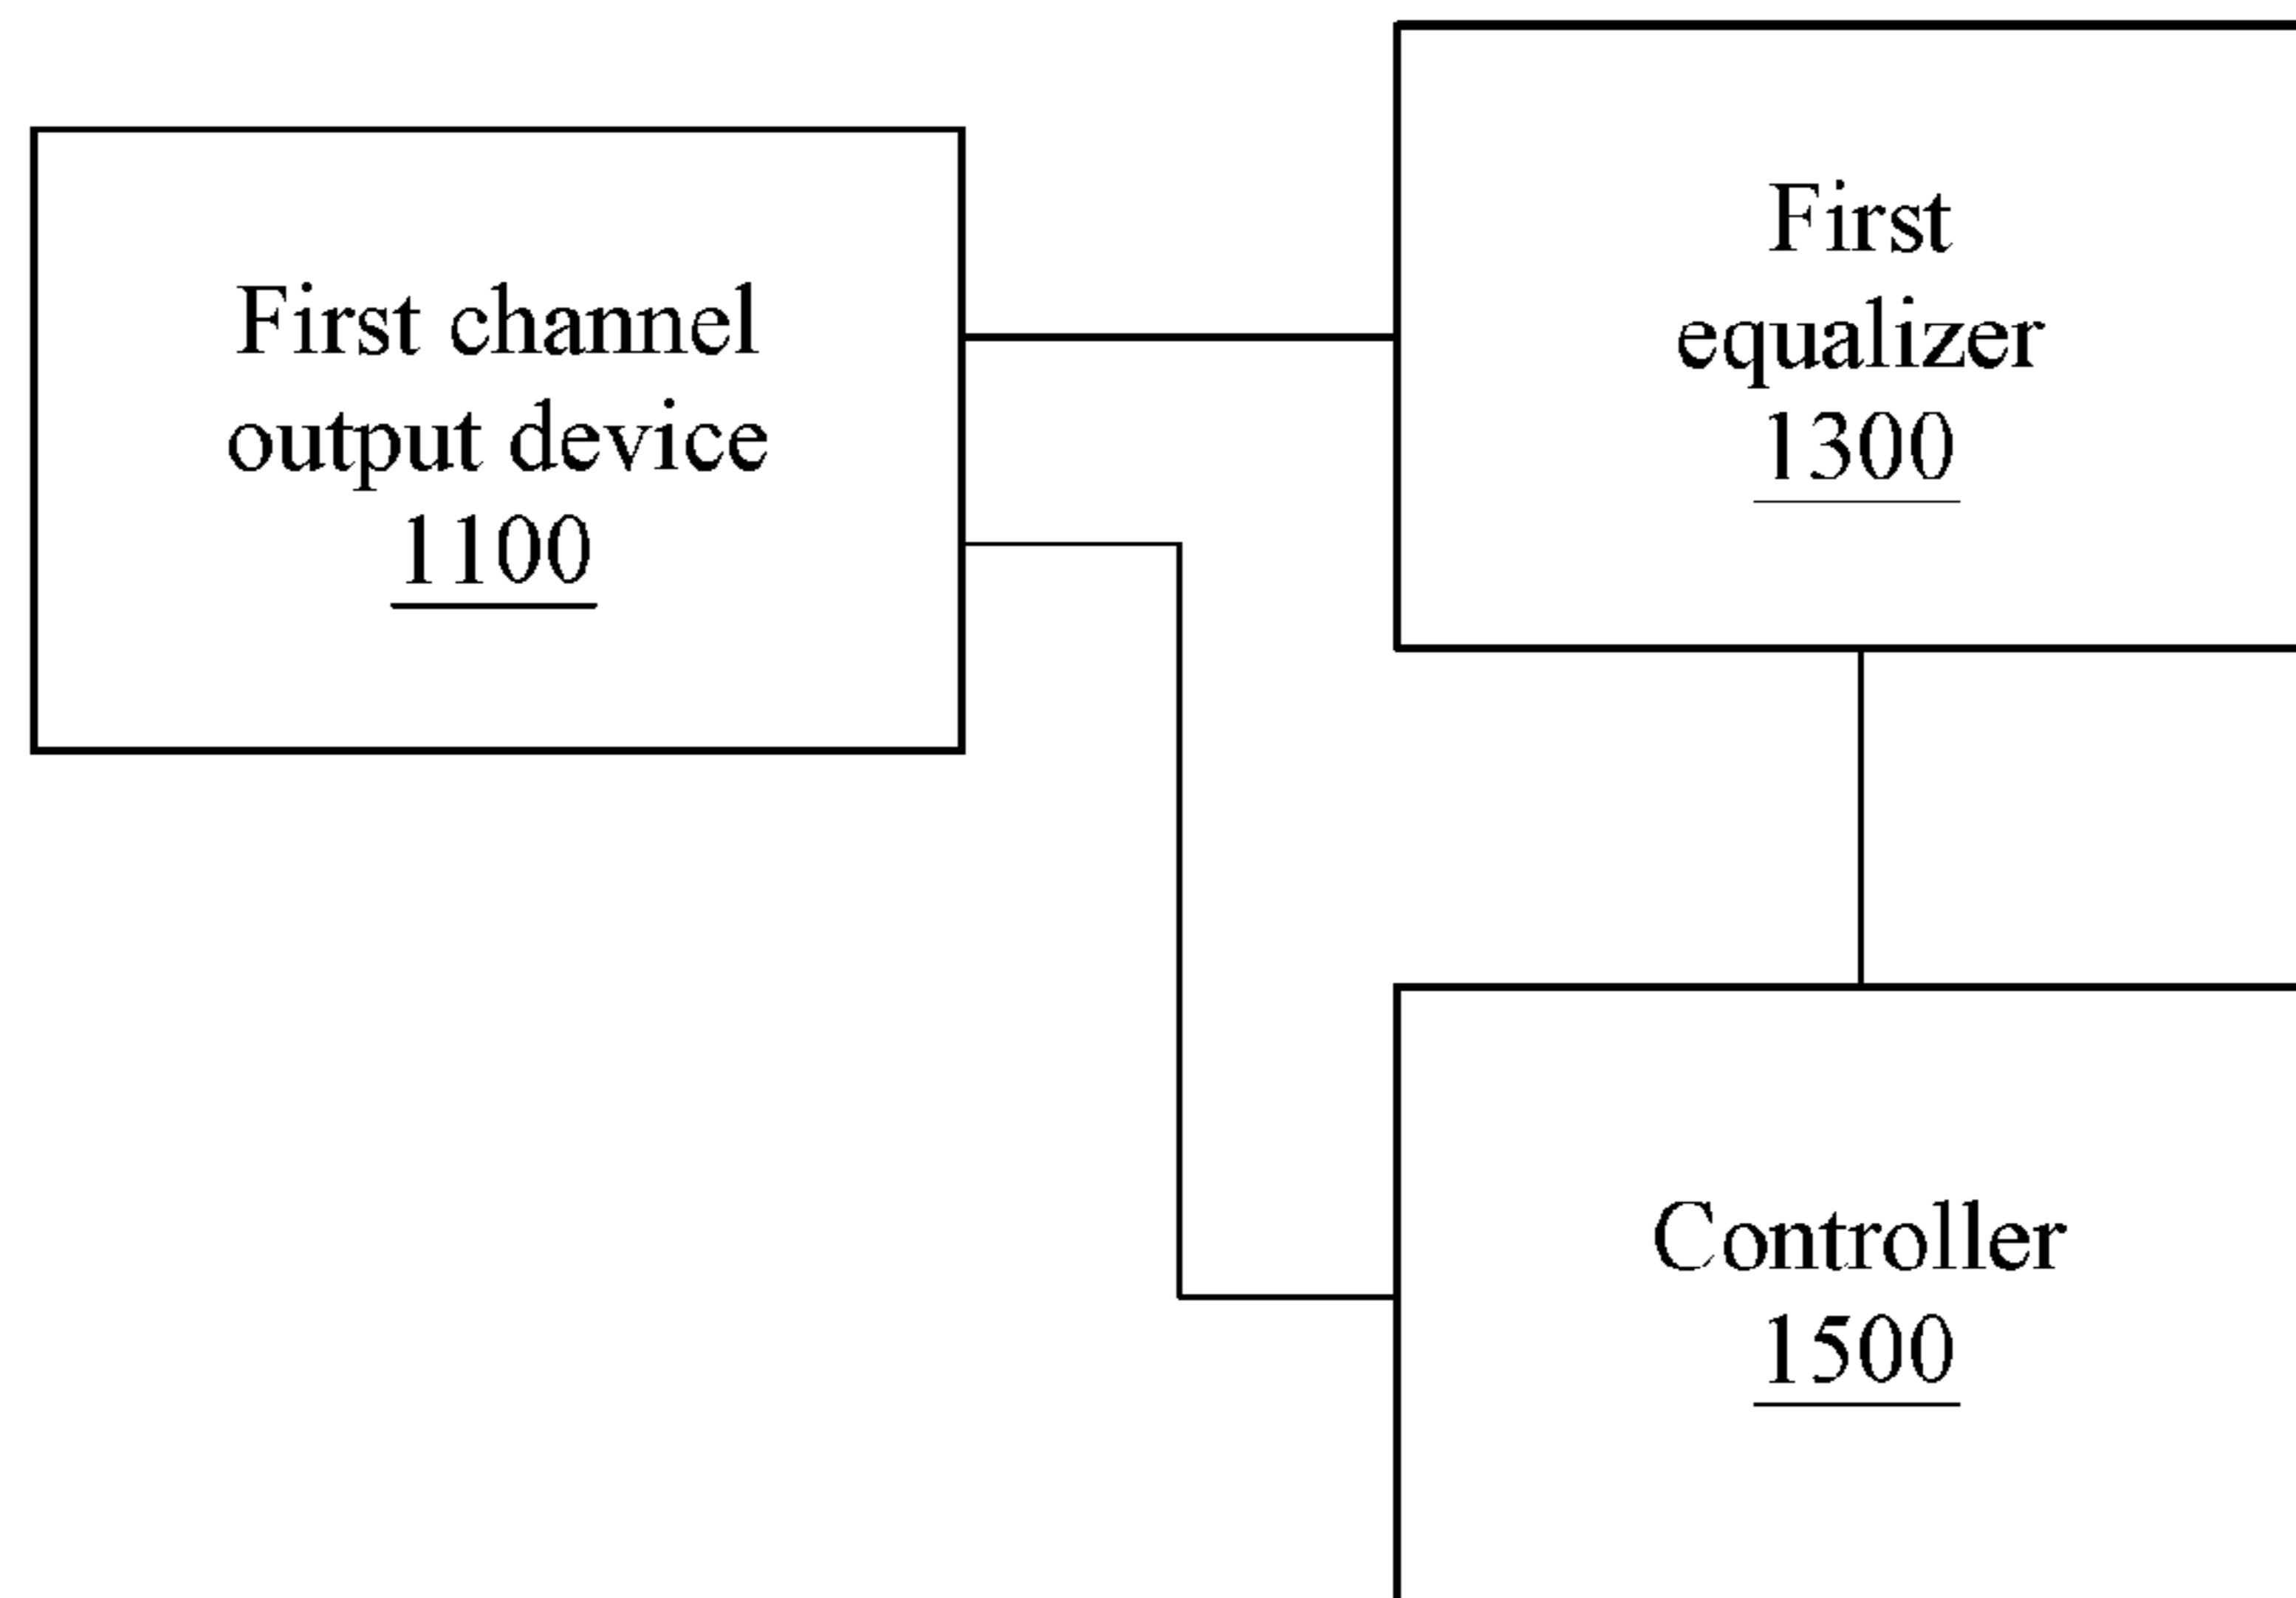 First channel
output device
1100
First
equalizer
1300
Controller
1500